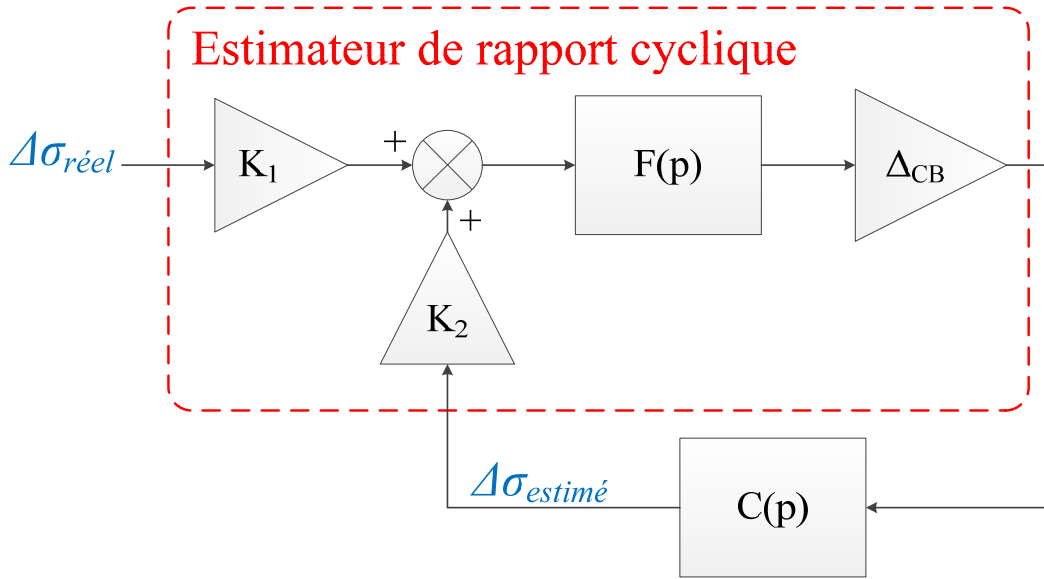 Estimateur de rapport cyclique
Δσréel
K1
+
F(p)
ΔCB
+
K2
Δσestimé
C(p)